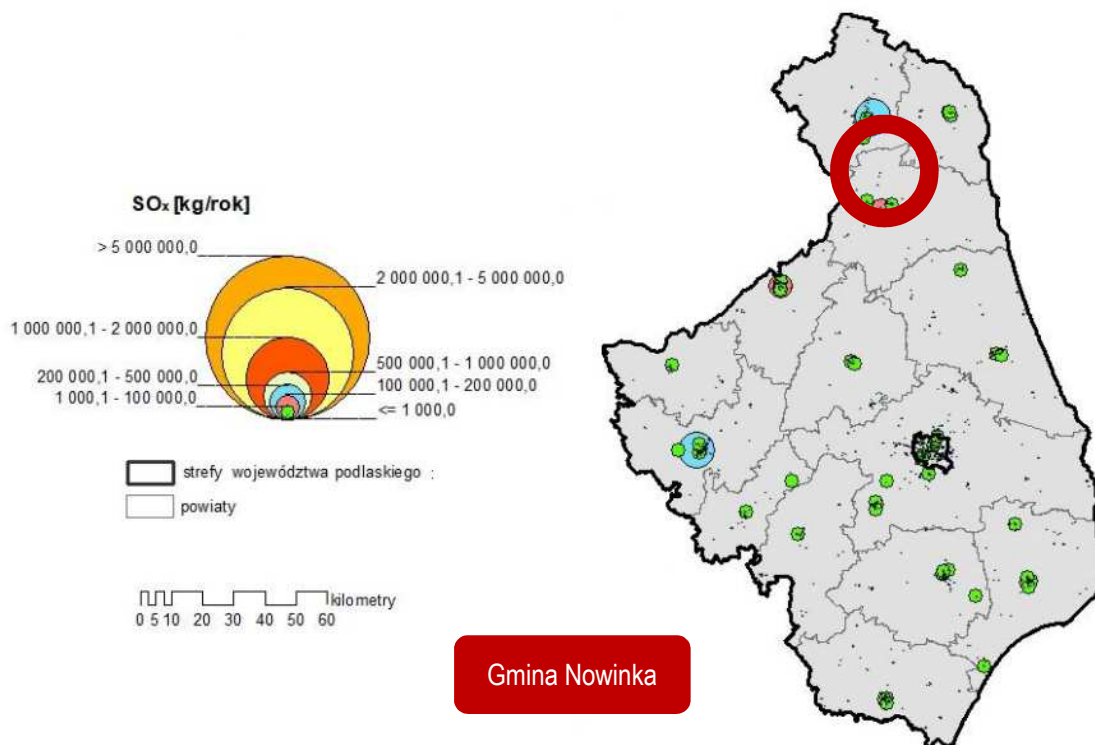 SOx [kg/rok]
> 5 000 000,0
2 000 000,1 - 5 000 000,0
1 000 000,1 - 2 000 000,0
500 000,1 - 1 000 000,0
200 000,1 - 500 000,0
100 000,1 - 200 000,0
1 000,1 - 100 000,0
<= 1 000,0
strefy województwa podlaskiego :
powiaty
kilometry
0 5 10 20 30 40 50 60
Gmina Nowinka